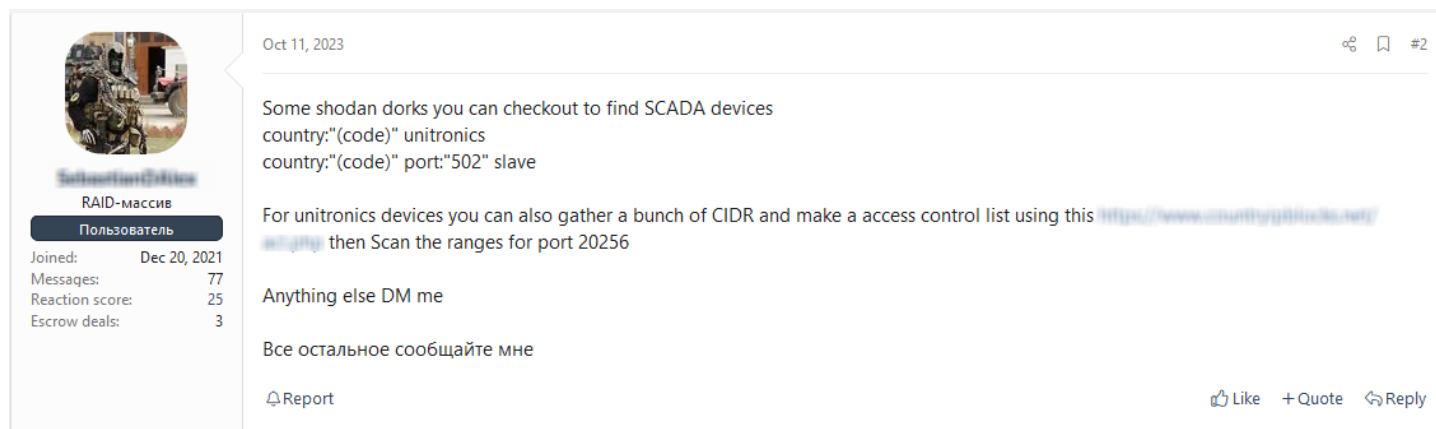 Oct 11, 2023
#2
RAID-массив
Пользователь
Joined: Dec 20, 2021
Messages: 77
Reaction score: 25
Escrow deals: 3
Some shodan dorks you can checkout to find SCADA devices
country:"(code)" unitronics
country:"(code)" port:"502" slave
For unitronics devices you can also gather a bunch of CIDR and make a access control list using this
then Scan the ranges for port 20256
Anything else DM me
Все остальное сообщайте мне
Report
Like
+Quote
Reply